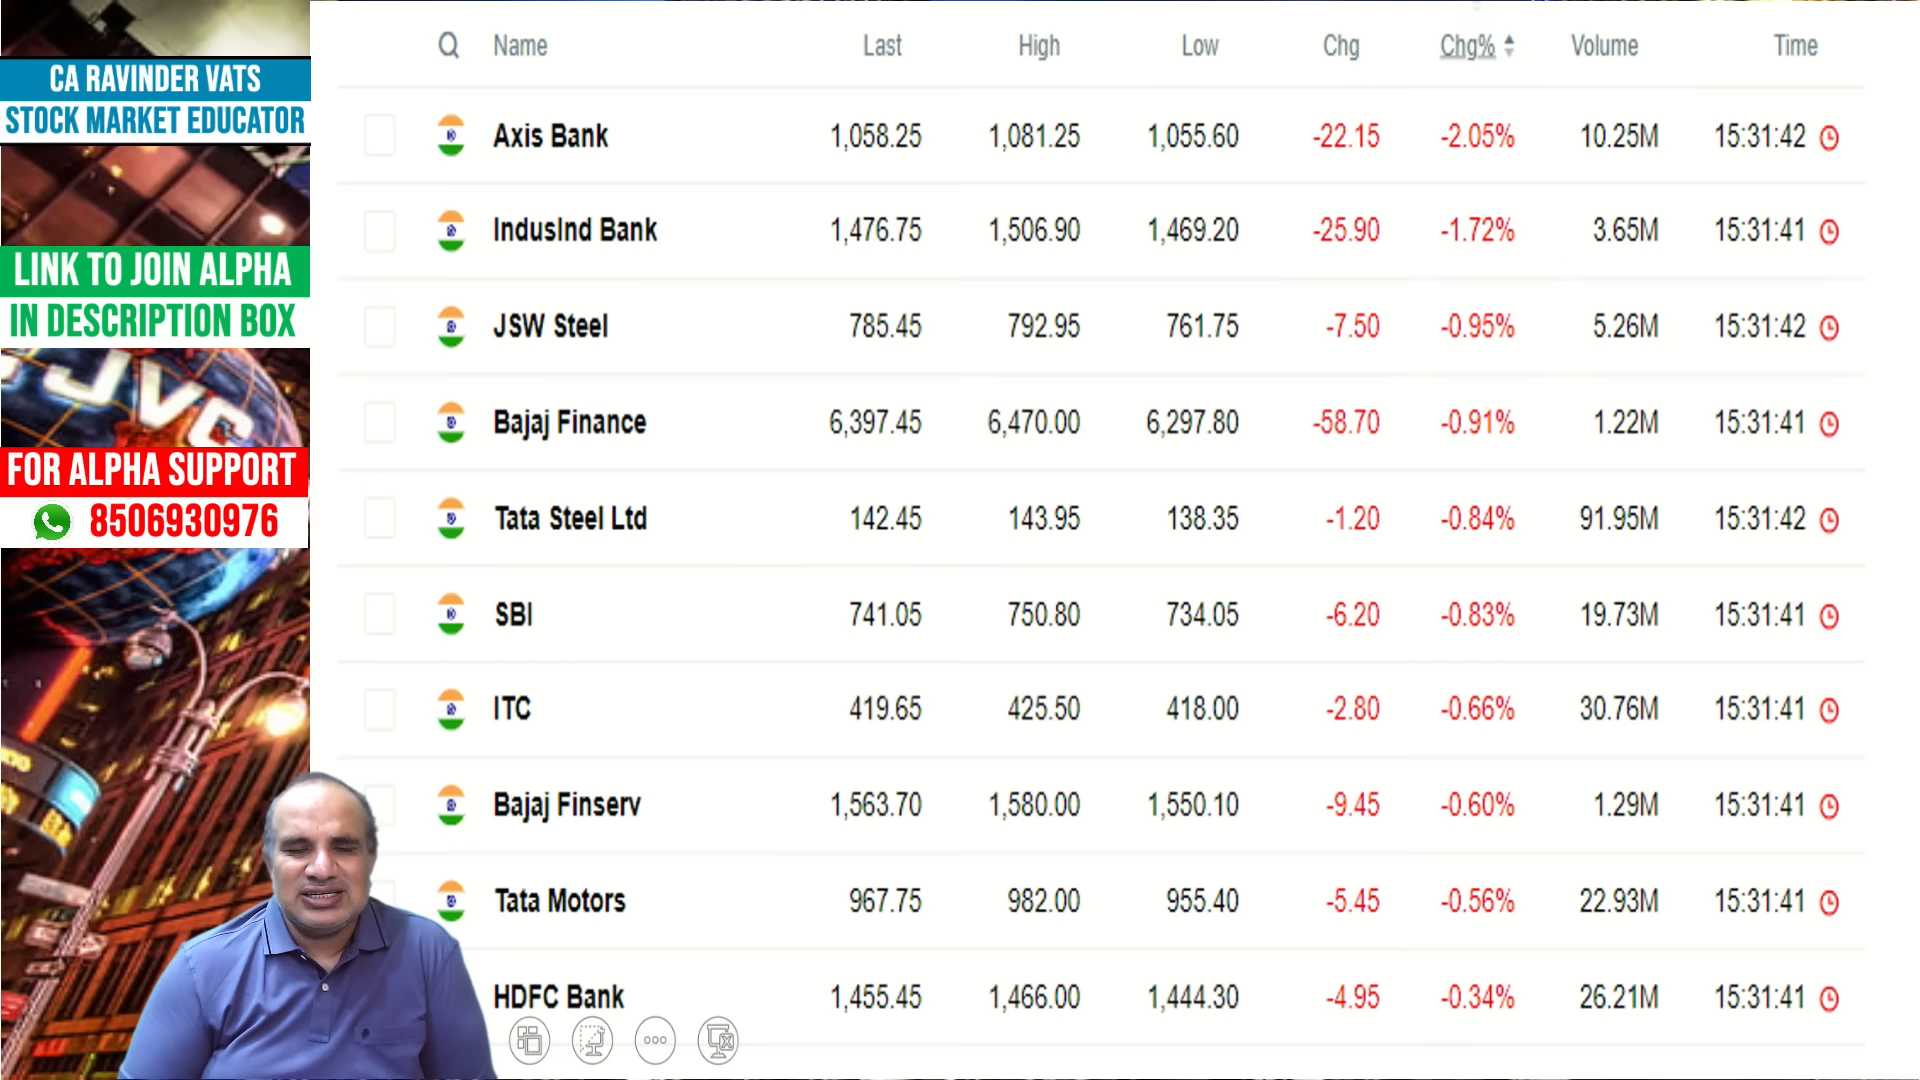 CA RAVINDER VATS
STOCK MARKET EDUCATOR
LINK TO JOIN ALPHA
IN DESCRIPTION BOX
JVC
FOR ALPHA SUPPORT
8506930976
Name Last High Low Chg Chg% Volume Time
Axis Bank 1,058.25 1,081.25 1,055.60 -22.15 -2.05% 10.25M 15:31:42
IndusInd Bank 1,476.75 1,506.90 1,469.20 -25.90 -1.72% 3.65M 15:31:41
JSW Steel 785.45 792.95 761.75 -7.50 -0.95% 5.26M 15:31:42
Bajaj Finance 6,397.45 6,470.00 6,297.80 -58.70 -0.91% 1.22M 15:31:41
Tata Steel Ltd 142.45 143.95 138.35 -1.20 -0.84% 91.95M 15:31:42
SBI 741.05 750.80 734.05 -6.20 -0.83% 19.73M 15:31:41
ITC 419.65 425.50 418.00 -2.80 -0.66% 30.76M 15:31:41
Bajaj Finserv 1,563.70 1,580.00 1,550.10 -9.45 -0.60% 1.29M 15:31:41
Tata Motors 967.75 982.00 955.40 -5.45 -0.56% 22.93M 15:31:41
HDFC Bank 1,455.45 1,466.00 1,444.30 -4.95 -0.34% 26.21M 15:31:41